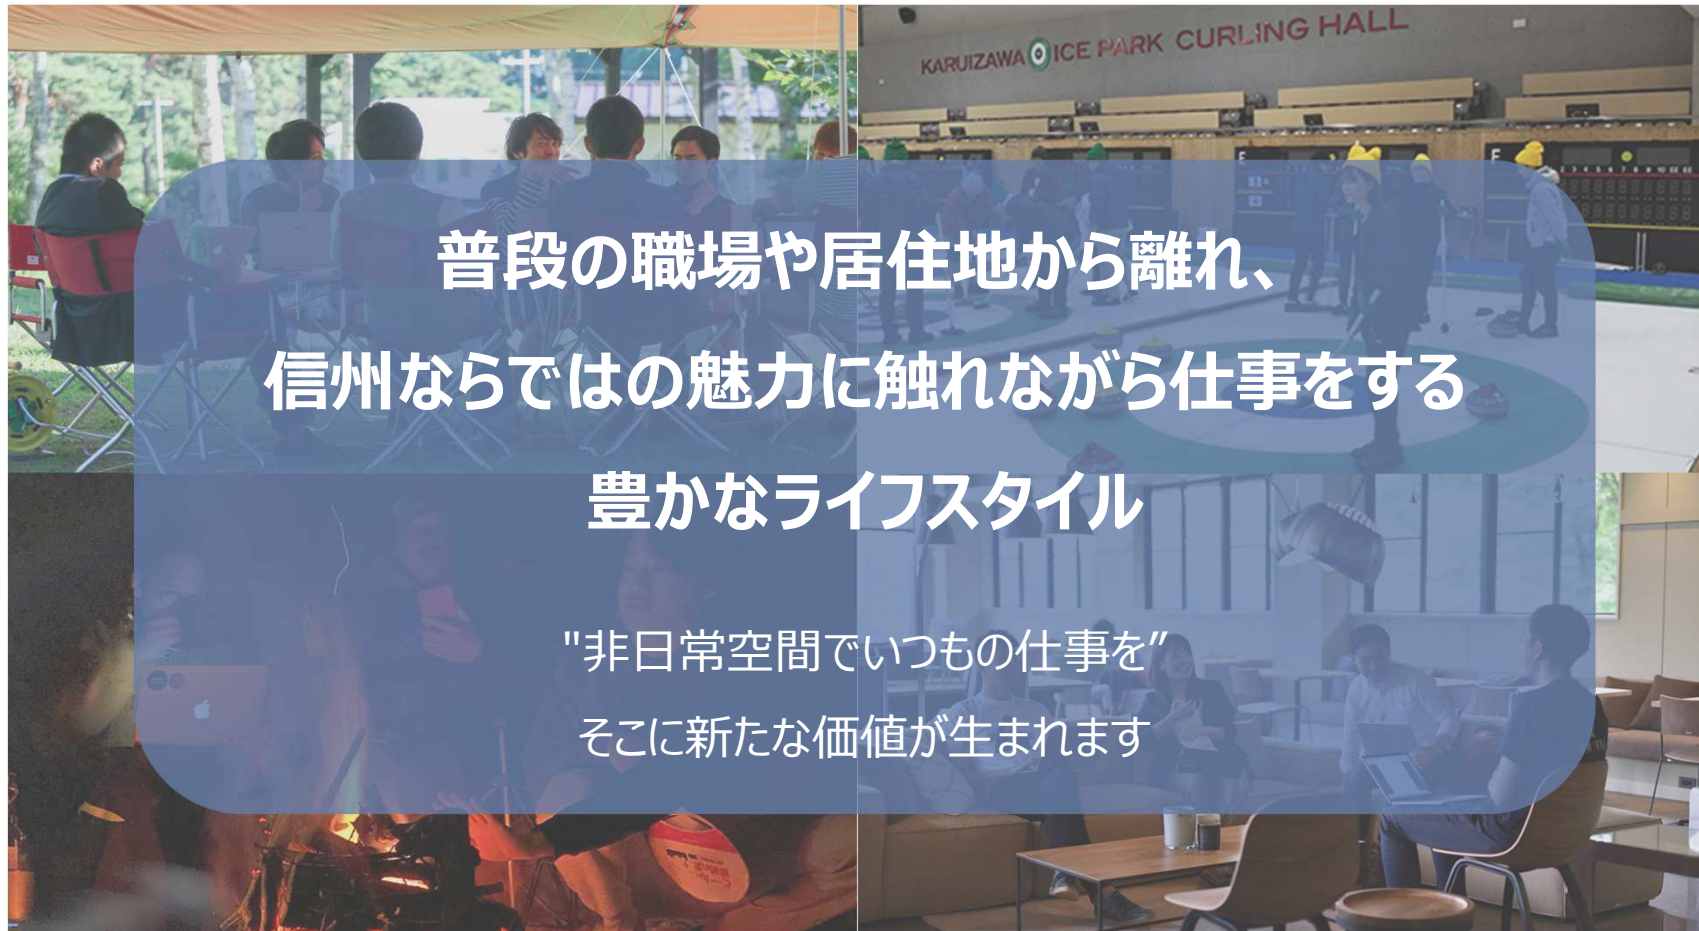 KARUIZAWA ICE PARK CURLING HALL
普段の職場や居住地から離れ、
信州ならではの魅力に触れながら仕事をする
豊かなライフスタイル
"非日常空間でいつもの仕事を”
そこに新たな価値が生まれます